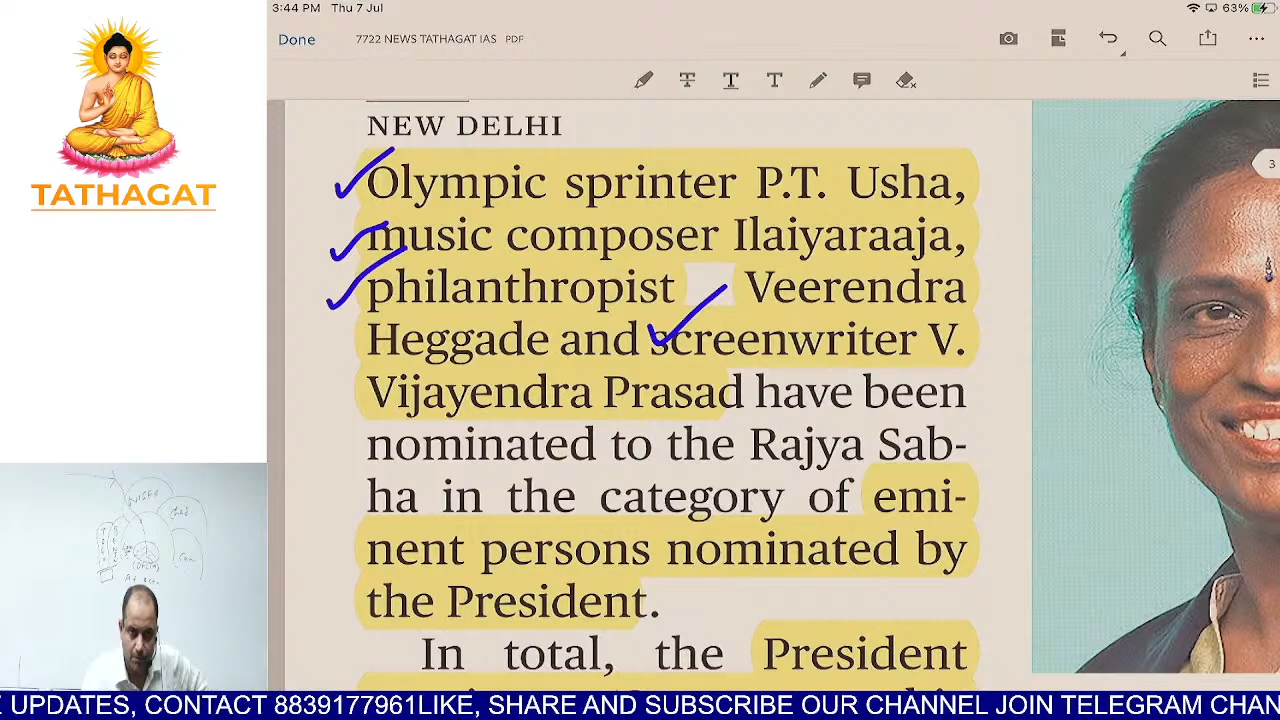 3:44 PM Thu 7 Jul
63%
Done
7722 NEWS TATHAGAT IAS PDF
TATHAGAT
3
NEW DELHI
Olympic sprinter P.T. Usha,
music composer Ilaiyaraaja,
philanthropist Veerendra
Heggade and screenwriter V.
Vijayendra Prasad have been
nominated to the Rajya Sab-
ha in the category of emi-
nent persons nominated by
the President.
In total, the President
UPDATES, CONTACT 8839177961LIKE, SHARE AND SUBSCRIBE OUR CHANNEL JOIN TELEGRAM CHAN